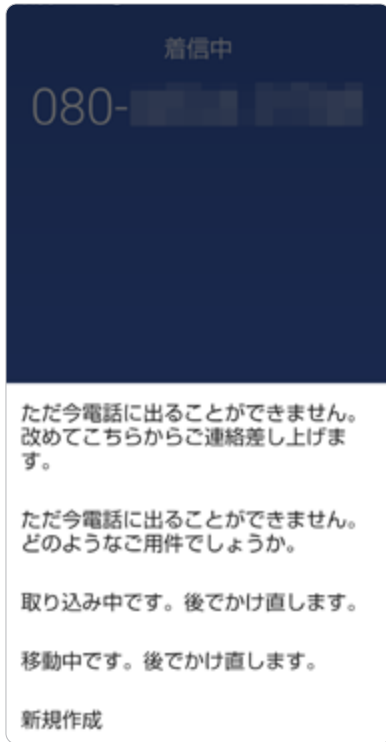 着信中
080-
ただ今電話に出ることができません。
改めてこちらからご連絡差し上げま
す。
ただ今電話に出ることができません。
どのようなご用件でしょうか。
取り込み中です。後でかけ直します。
移動中です。後でかけ直します。
新規作成